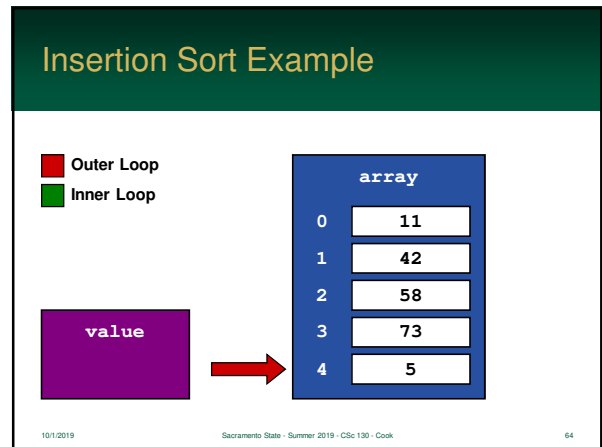 Insertion Sort Example
Outer Loop
Inner Loop
array
0 11
1 42
2 58
3 73
4 5
value
10/1/2019 Sacramento State - Summer 2019 - CSc 130 - Cook 64